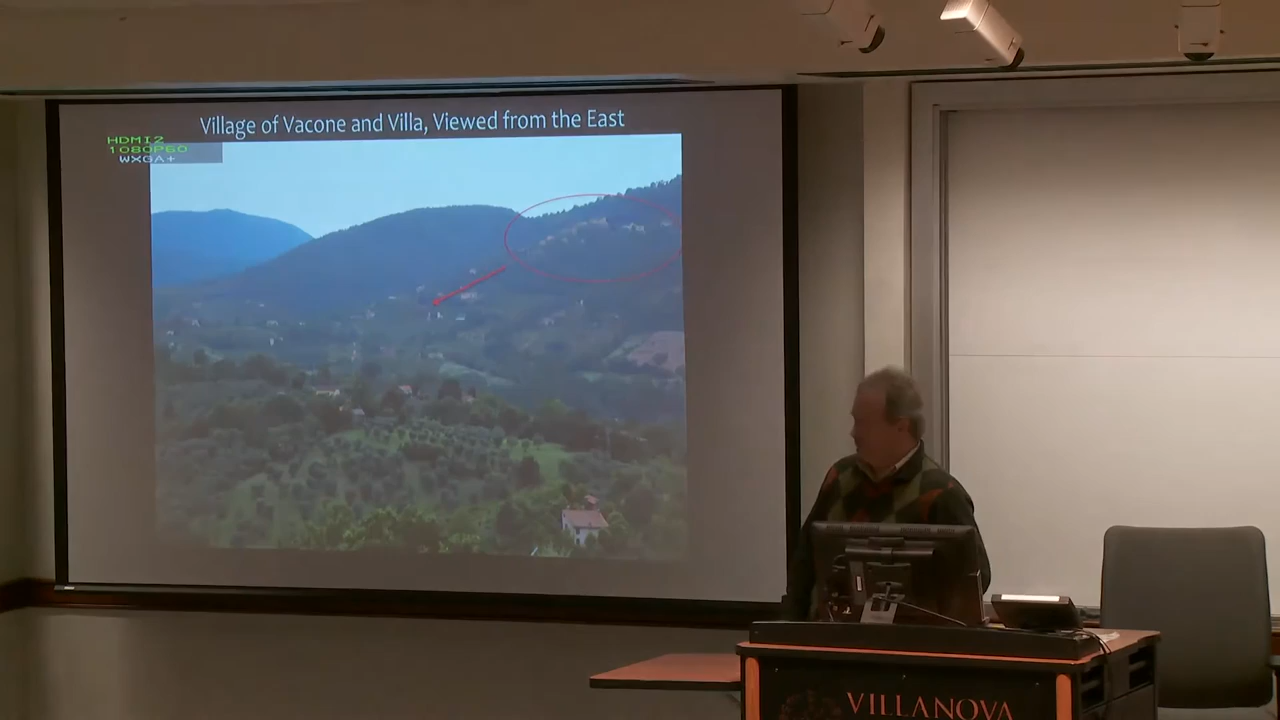 Village of Vacone and Villa, Viewed from the East
HDMI2
1080P60
WXGA+
VILLANOVA